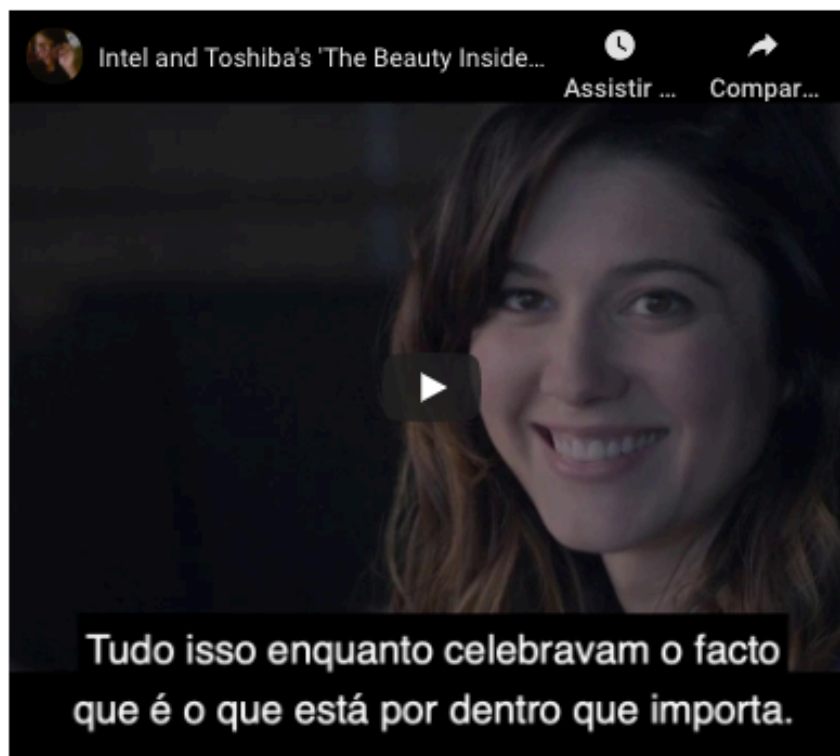 Intel and Toshiba's 'The Beauty Inside...
Assistir ...
Compar...
Tudo isso enquanto celebravam o facto
que é o que está por dentro que importa.